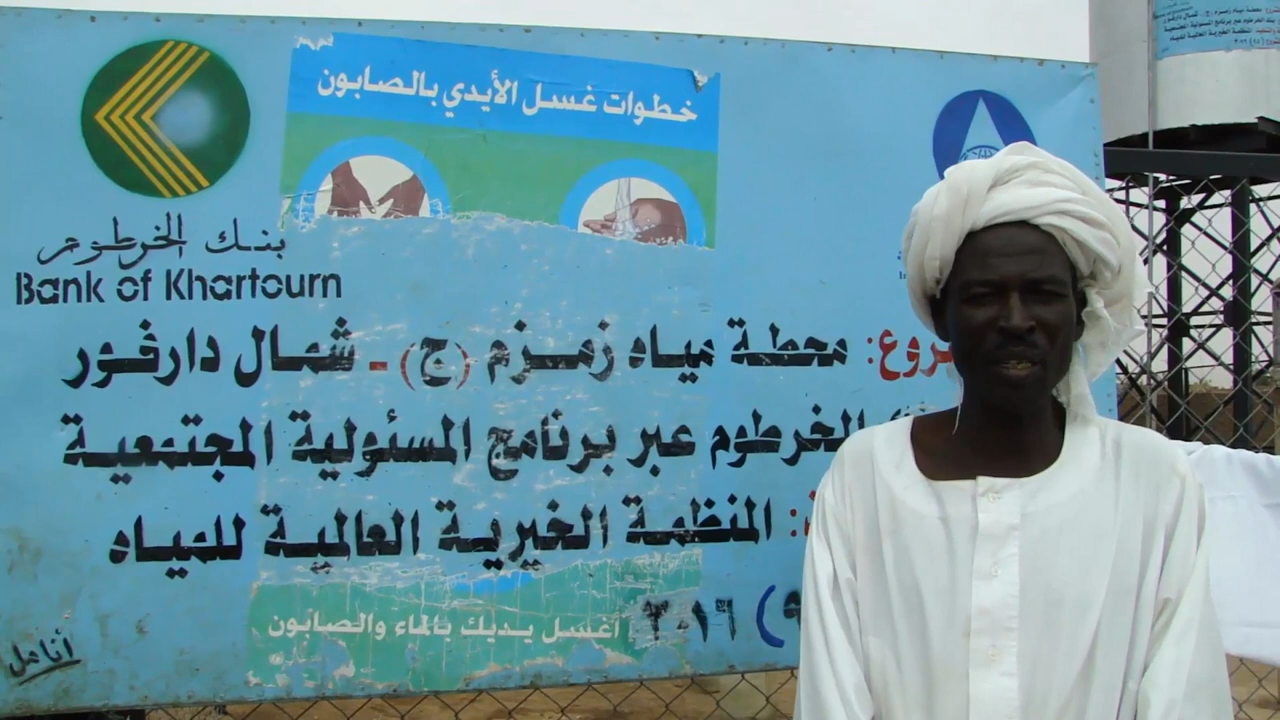 خطوات غسل الأيدي بالصابون
بنك الخرطوم
Bank of Khartoum
محطة مياه زمزم (ج) - شمال دارفور
الخرطوم عبر برنامج المسئولية المجتمعية
المنظمة الخيرية العالمية للمياه
٢٠١٦
أغسل يديك بالماء والصابون
أنامل